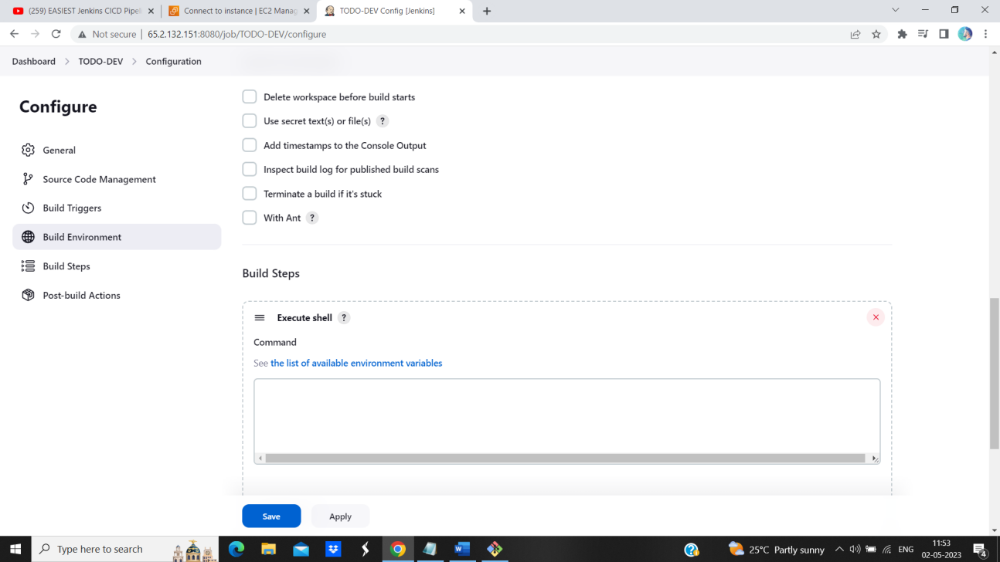 (259) EASIEST Jenkins CICD Pipeli
Connect to instance | EC2 Manag
TODO-DEV Config [Jenkins]
Not secure | 65.2.132.151:8080/job/TODO-DEV/configure
Dashboard > TODO-DEV > Configuration
Configure
General
Source Code Management
Build Triggers
Build Environment
Build Steps
Post-build Actions
Delete workspace before build starts
Use secret text(s) or file(s) ?
Add timestamps to the Console Output
Inspect build log for published build scans
Terminate a build if it's stuck
With Ant ?
Build Steps
Execute shell ?
Command
See the list of available environment variables
Save
Apply
Type here to search
25°C Partly sunny
ENG
11:53
02-05-2023
4